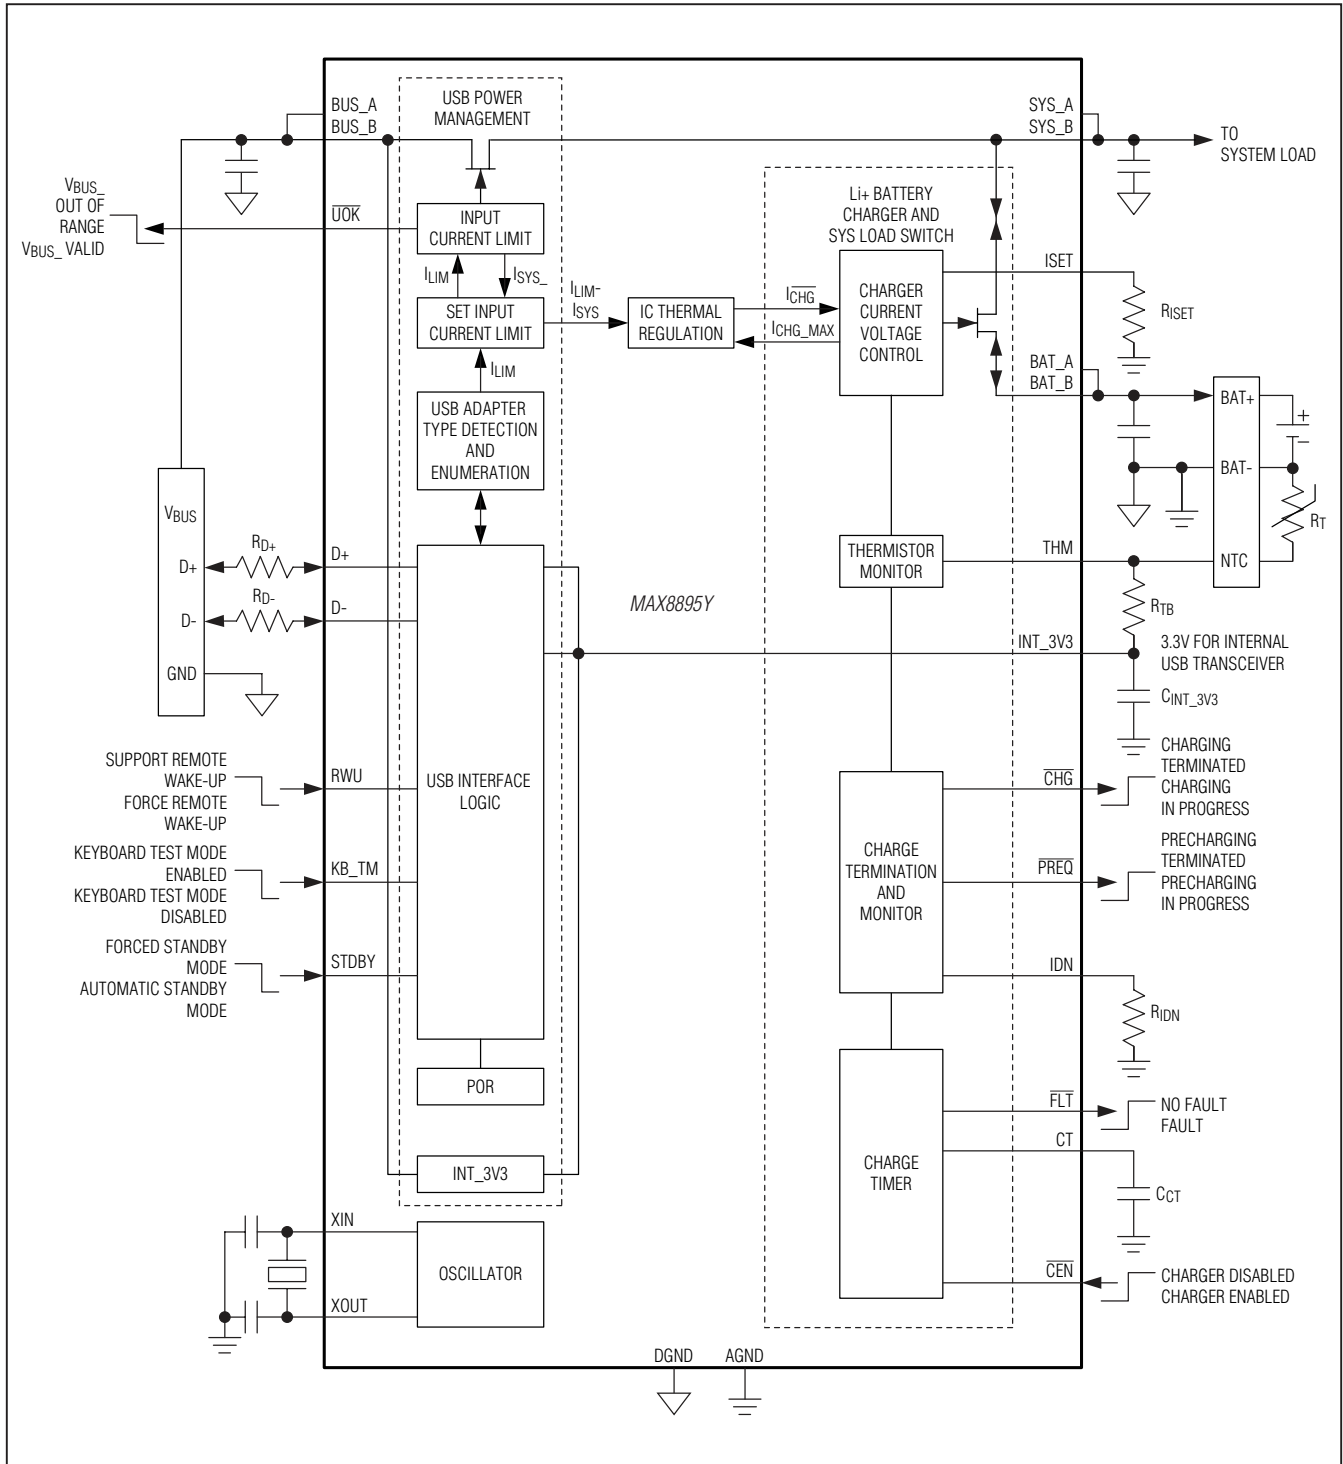 BUS_A
BUS_B
USB POWER
MANAGEMENT
SYS_A
SYS_B
TO
SYSTEM LOAD
VBUS_
OUT OF
RANGE
VBUS_ VALID
UOK
INPUT
CURRENT LIMIT
Li+ BATTERY
CHARGER AND
SYS LOAD SWITCH
ILIM
ISYS_
ISET
RISET
SET INPUT
CURRENT LIMIT
ILIM-
ISYS
IC THERMAL
REGULATION
ICHG
ICHG_MAX
CHARGER
CURRENT
VOLTAGE
CONTROL
ILIM
BAT_A
BAT_B
USB ADAPTER
TYPE DETECTION
AND
ENUMERATION
BAT+
+
−
BAT-
RT
NTC
VBUS
D+
D-
GND
RD+
RD-
D+
D-
THERMISTOR
MONITOR
THM
RTB
MAX8895Y
INT_3V3
3.3V FOR INTERNAL
USB TRANSCEIVER
CINT_3V3
SUPPORT REMOTE
WAKE-UP
FORCE REMOTE
WAKE-UP
RWU
USB INTERFACE
LOGIC
CHG
CHARGING
TERMINATED
CHARGING
IN PROGRESS
KEYBOARD TEST MODE
ENABLED
KEYBOARD TEST MODE
DISABLED
KB_TM
CHARGE
TERMINATION
AND
MONITOR
PREQ
PRECHARGING
TERMINATED
PRECHARGING
IN PROGRESS
FORCED STANDBY
MODE
AUTOMATIC STANDBY
MODE
STDBY
IDN
RIDN
POR
FLT
NO FAULT
FAULT
CT
CCT
INT_3V3
CHARGE
TIMER
XIN
OSCILLATOR
XOUT
CEN
CHARGER DISABLED
CHARGER ENABLED
DGND
AGND